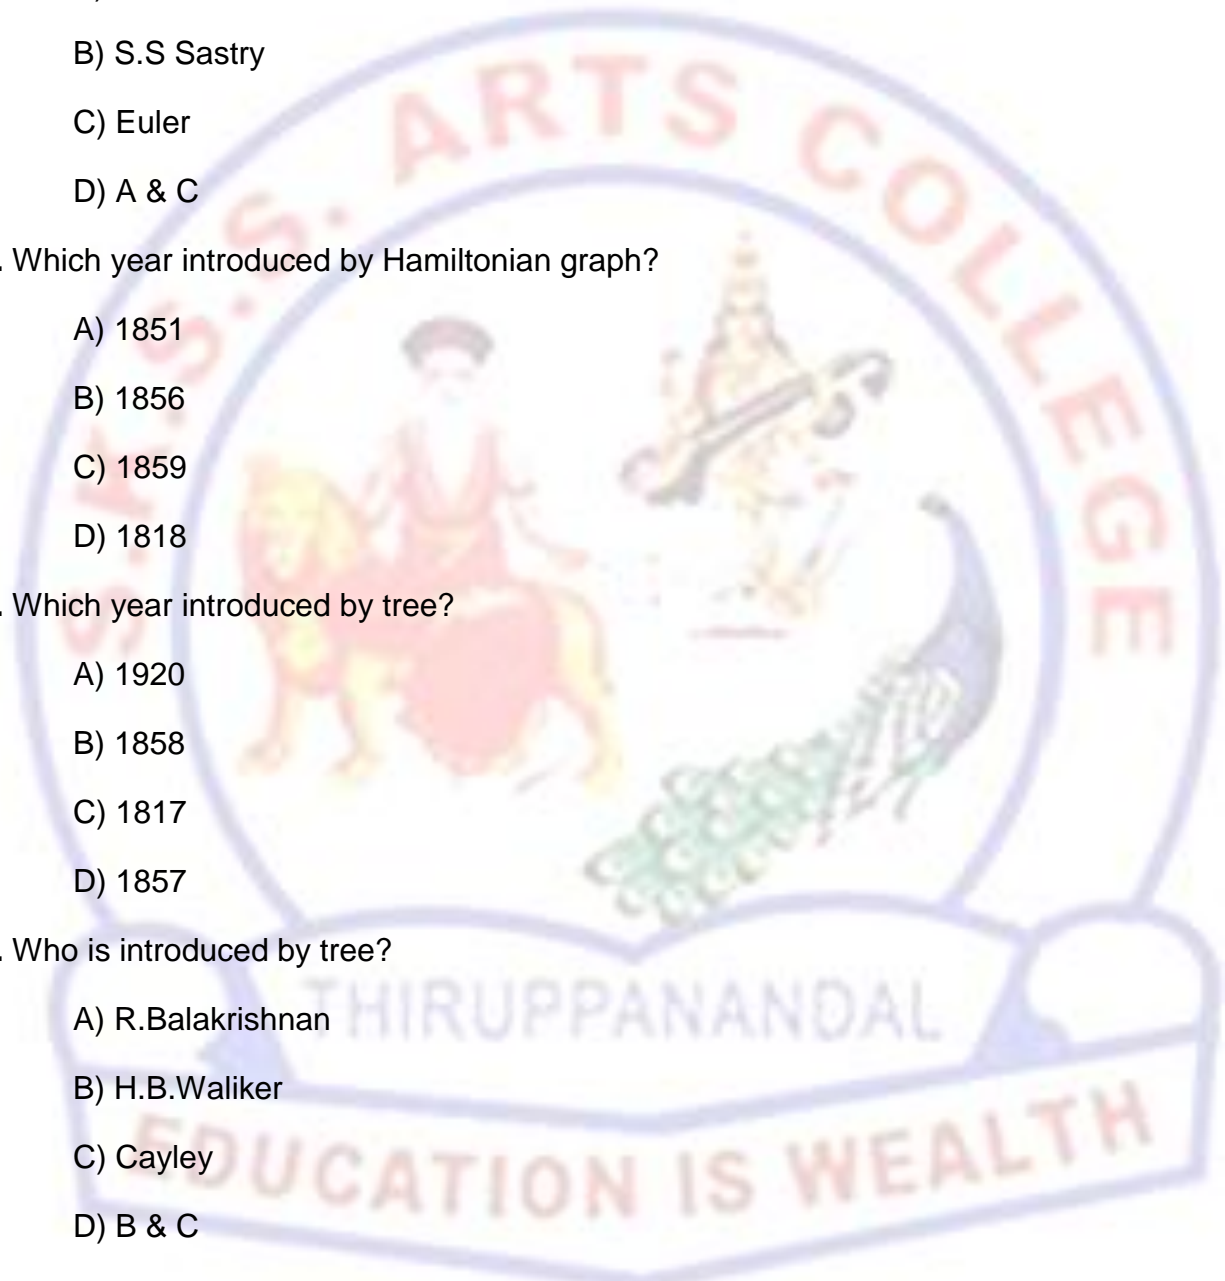 B) S.S Sastry
C) Euler
D) A & C
. Which year introduced by Hamiltonian graph?
A) 1851
B) 1856
C) 1859
D) 1818
. Which year introduced by tree?
A) 1920
B) 1858
C) 1817
D) 1857
. Who is introduced by tree?
A) R.Balakrishnan
B) H.B.Waliker
C) Cayley
D) B & C
S.K.S.S. ARTS COLLEGE
THIRUPPANANDAL
EDUCATION IS WEALTH